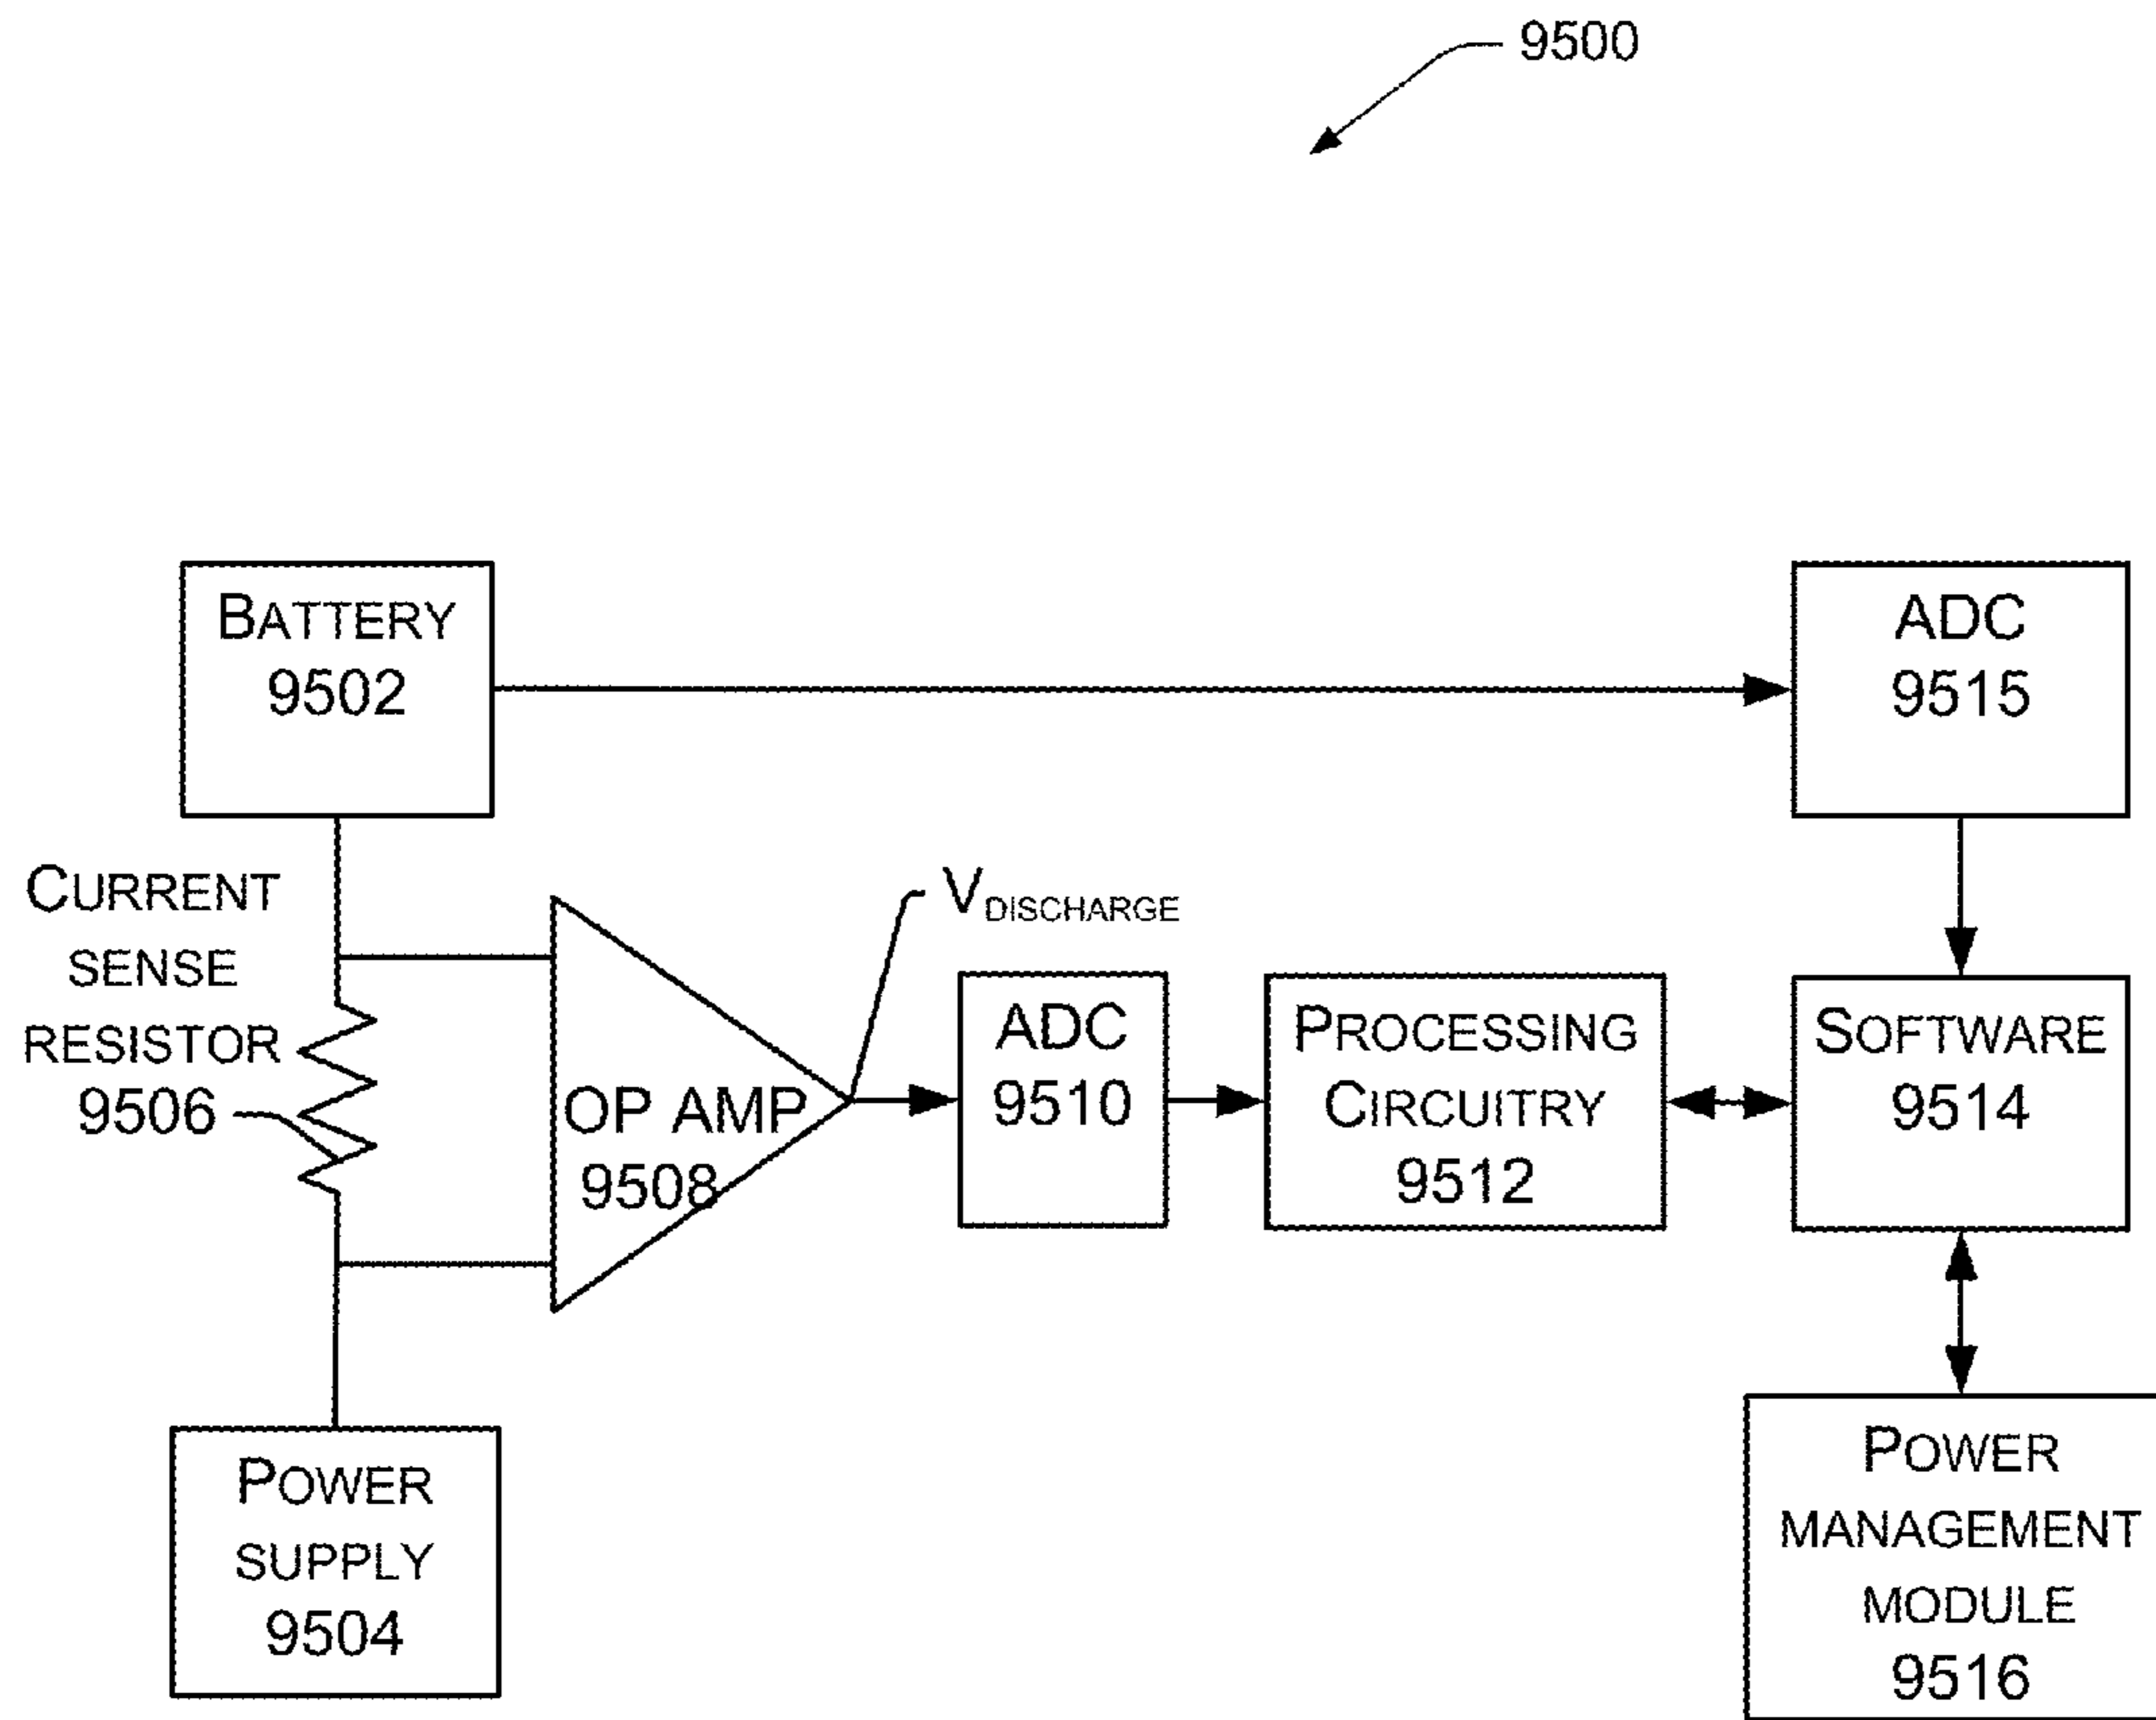 9500
BATTERY
9502
ADC
9515
CURRENT
SENSE
RESISTOR
9506
OP AMP
9508
VDISCHARGE
ADC
9510
PROCESSING
CIRCUITRY
9512
SOFTWARE
9514
POWER
SUPPLY
9504
POWER
MANAGEMENT
MODULE
9516